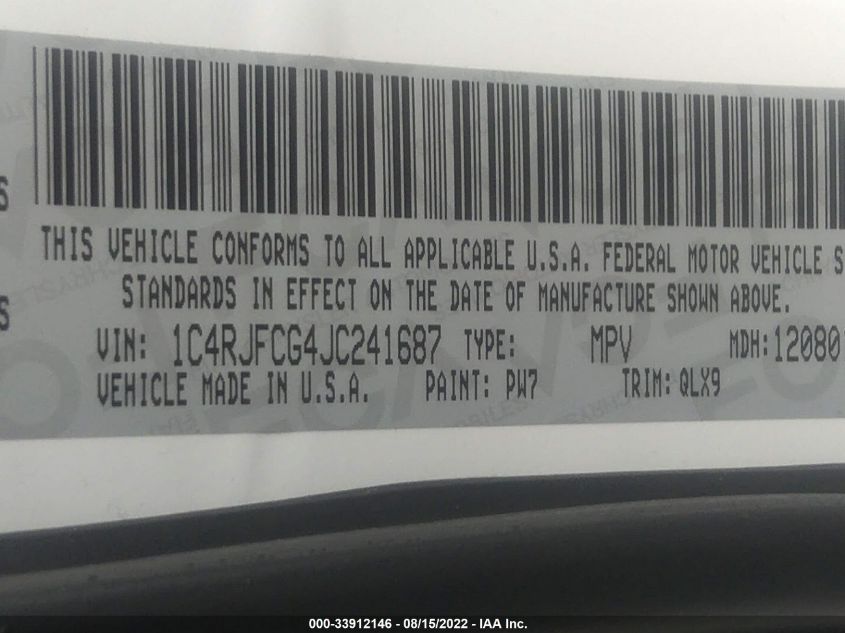 S
THIS VEHICLE CONFORMS TO ALL APPLICABLE U.S.A. FEDERAL MOTOR VEHICLE S
STANDARDS IN EFFECT ON THE DATE OF MANUFACTURE SHOWN ABOVE.
S
VIN: 1C4RJFCG4JC241687 TYPE: MPV MDH: 12080
VEHICLE MADE IN U.S.A. PAINT: PW7 TRIM: QLX9
000-33912146 - 08/15/2022 - IAA Inc.